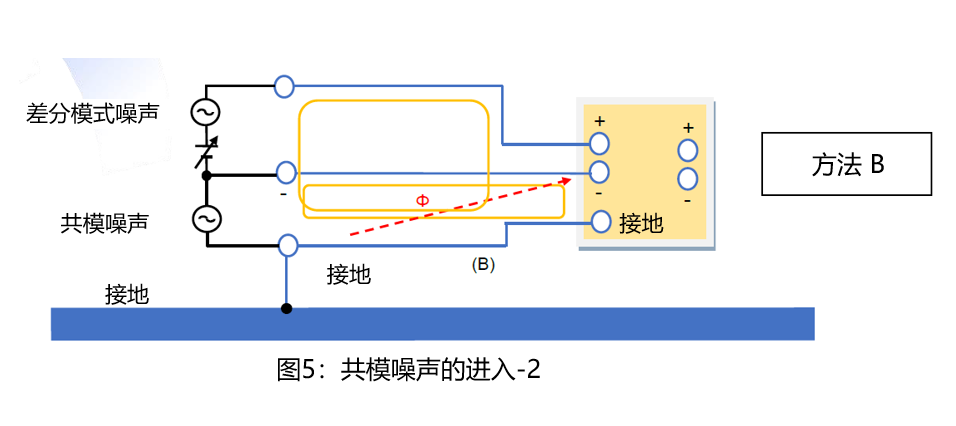 差分模式噪声
共模噪声
接地
-
Φ
接地
(B)
+
-
接地
+
-
方法 B
图5：共模噪声的进入-2